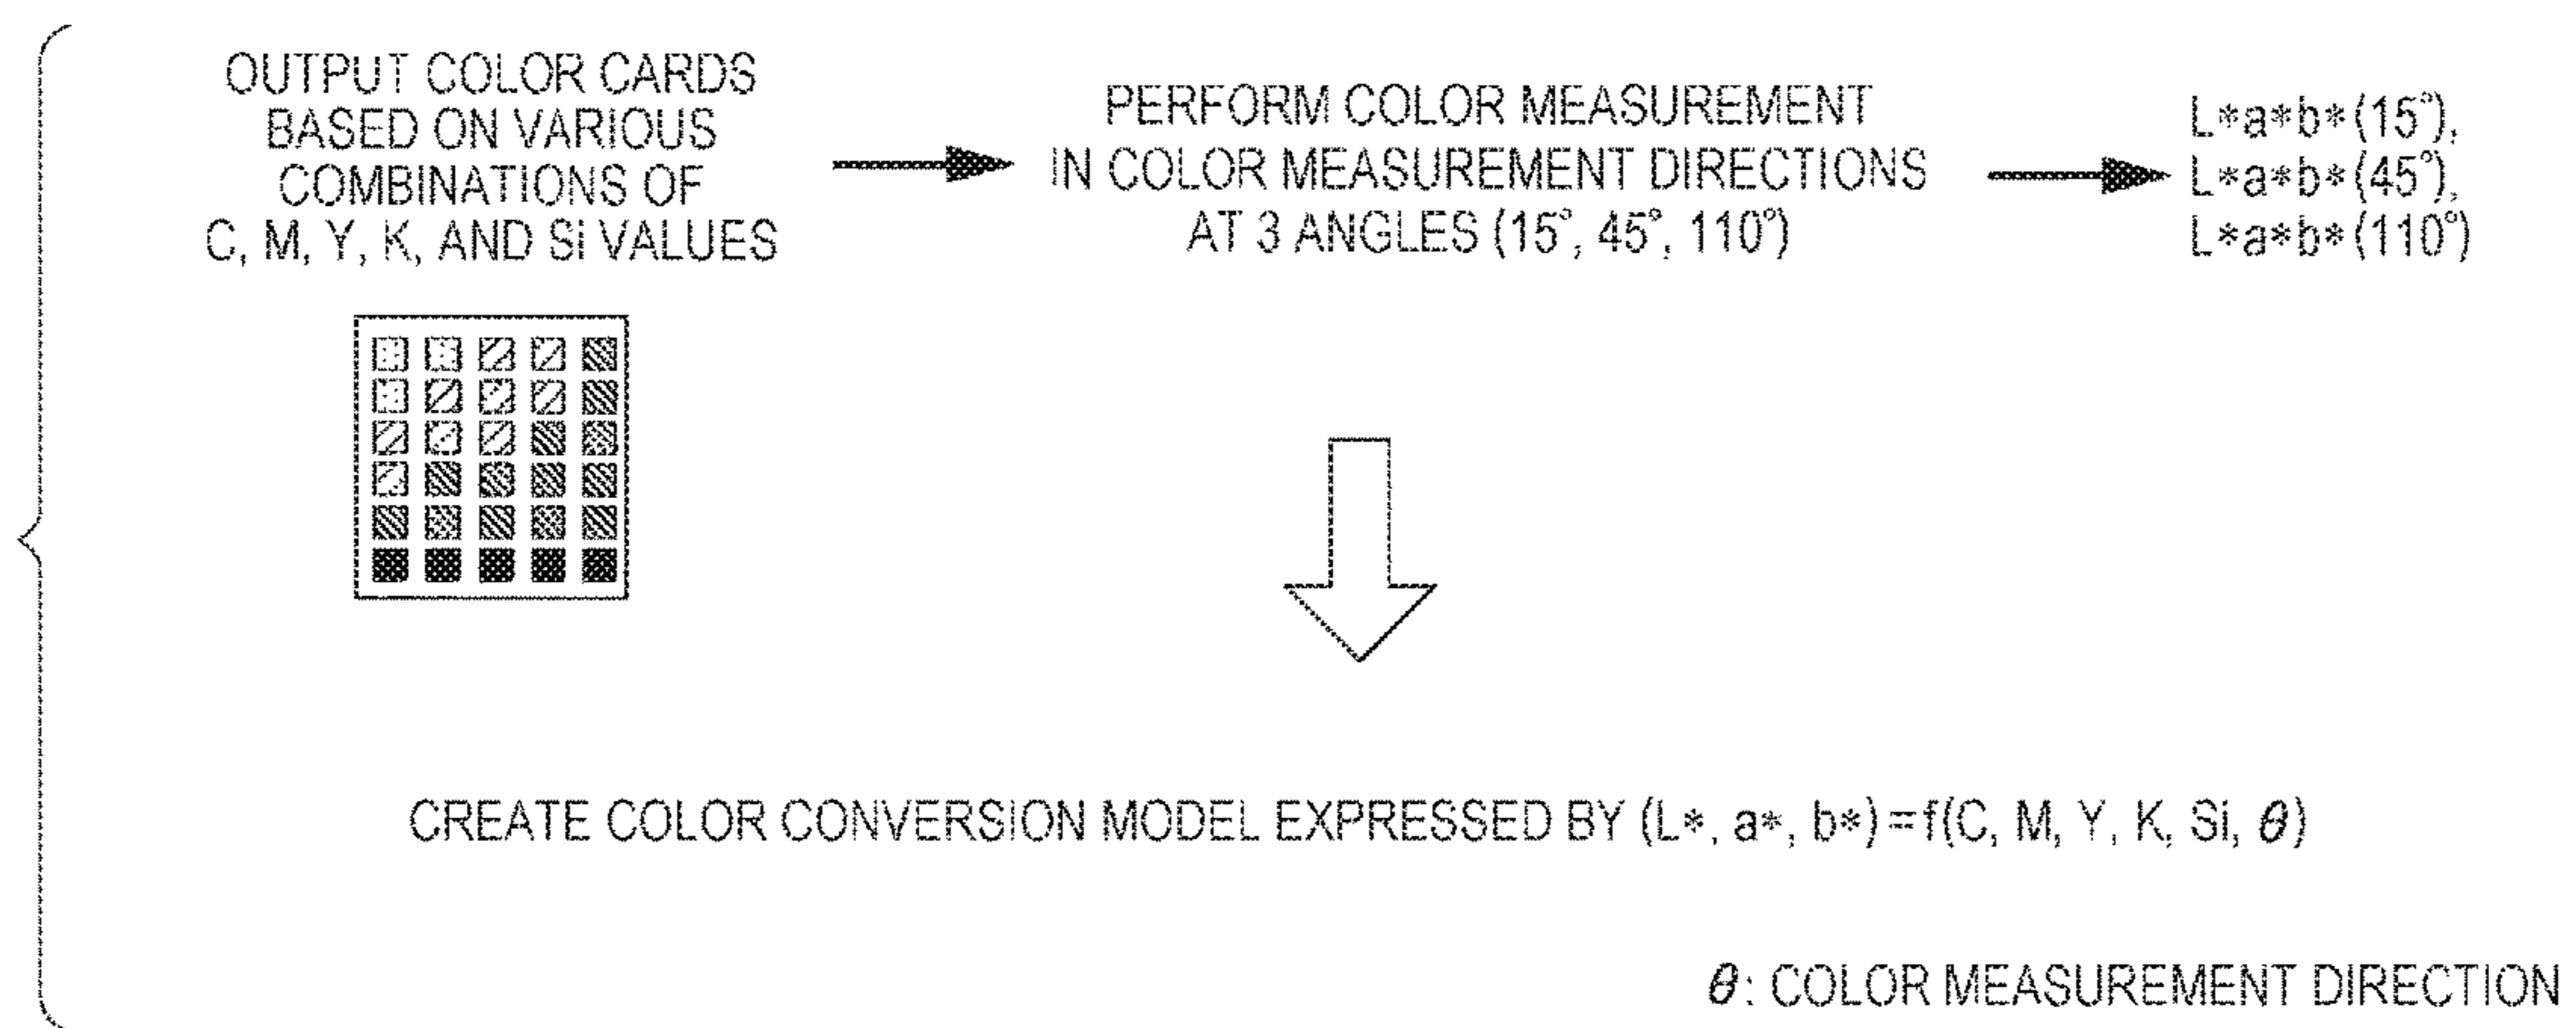 OUTPUT COLOR CARDS
BASED ON VARIOUS
COMBINATIONS OF
C, M, Y, K, AND Si VALUES
PERFORM COLOR MEASUREMENT
IN COLOR MEASUREMENT DIRECTIONS
AT 3 ANGLES (15°, 45°, 110°)
L*a*b*(15°),
L*a*b*(45°),
L*a*b*(110°)
CREATE COLOR CONVERSION MODEL EXPRESSED BY (L*, a*, b*)=f(C, M, Y, K, Si, θ)
θ: COLOR MEASUREMENT DIRECTION